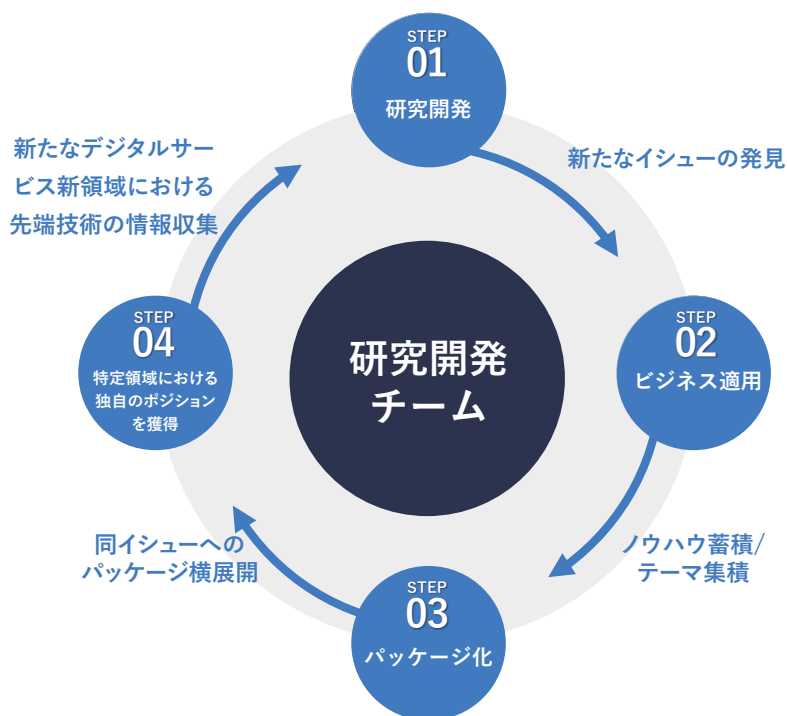 STEP
01
研究開発
新たなイシューの発見
STEP
02
ビジネス適用
ノウハウ蓄積/
テーマ集積
STEP
03
パッケージ化
同イシューへの
パッケージ横展開
STEP
04
特定領域における
独自のポジション
を獲得
新たなデジタルサー
ビス新領域における
先端技術の情報収集
研究開発
チーム